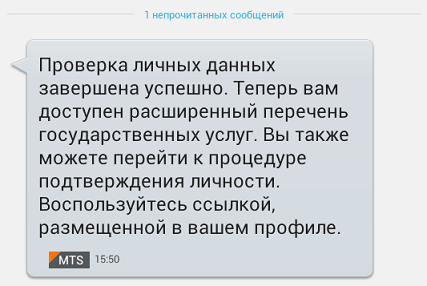 1 непрочитанных сообщений
Проверка личных данных
завершена успешно. Теперь вам
доступен расширенный перечень
государственных услуг. Вы также
можете перейти к процедуре
подтверждения личности.
Воспользуйтесь ссылкой,
размещенной в вашем профиле.
MTS 15:50